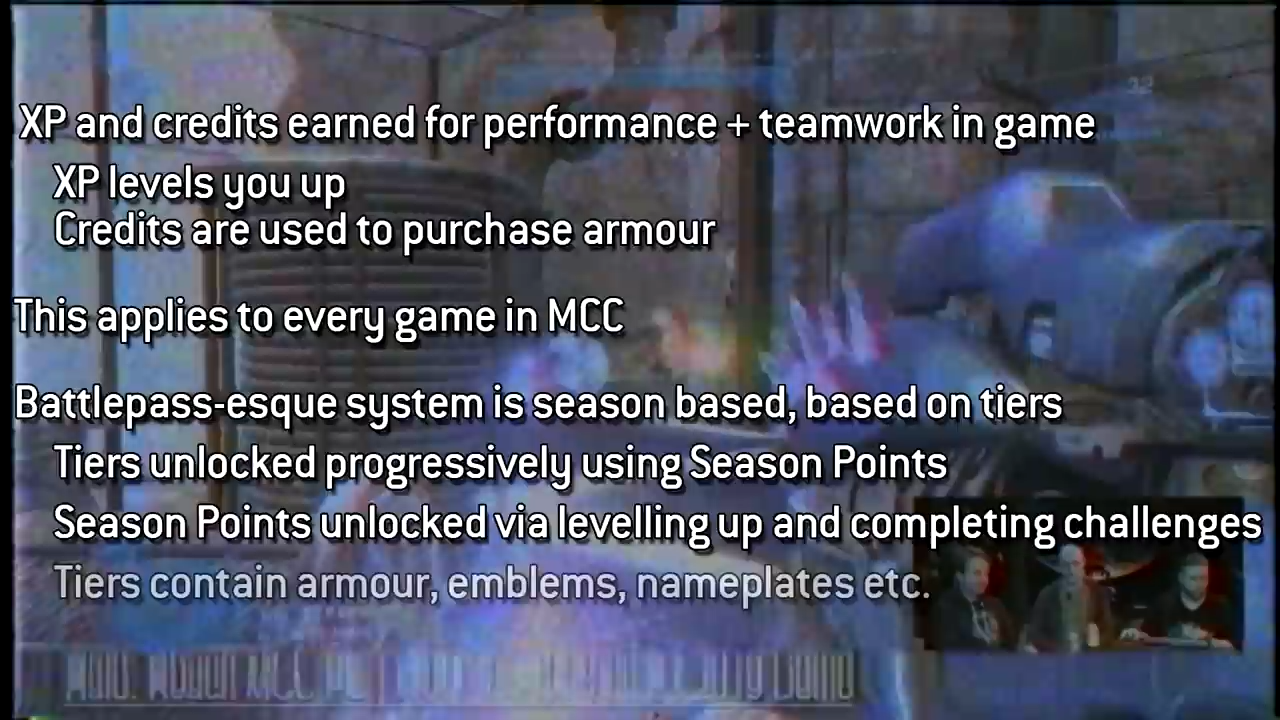 XP and credits earned for performance + teamwork in game
XP levels you up
Credits are used to purchase armour
This applies to every game in MCC
Battlepass-esque system is season based, based on tiers
Tiers unlocked progressively using Season Points
Season Points unlocked via levelling up and completing challenges
Tiers contain armour, emblems, nameplates etc.